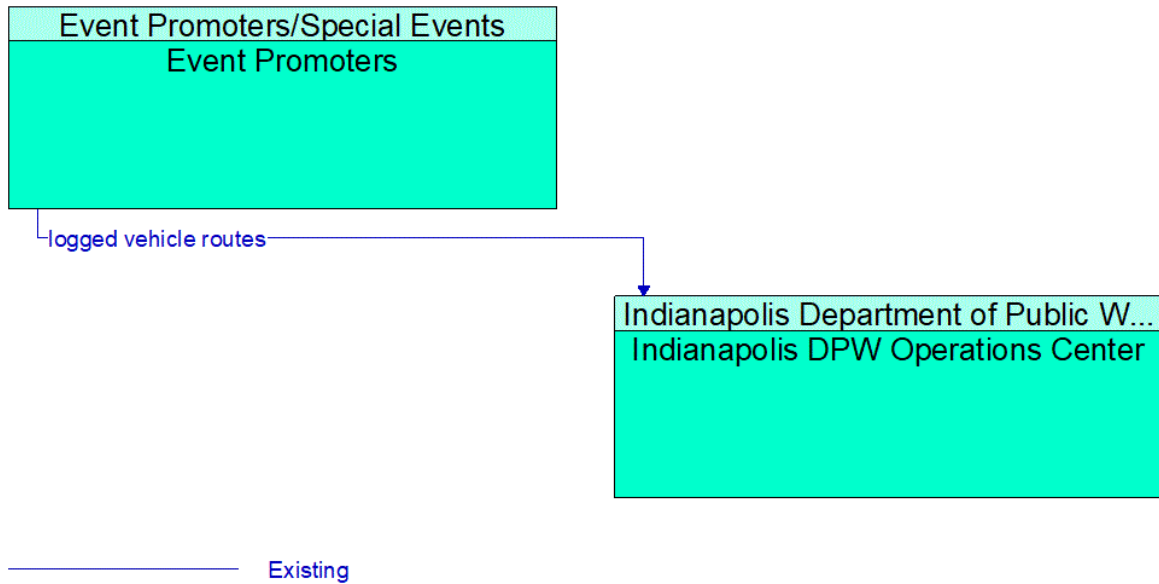 Event Promoters/Special Events
Event Promoters
logged vehicle routes
Indianapolis Department of Public W...
Indianapolis DPW Operations Center
Existing